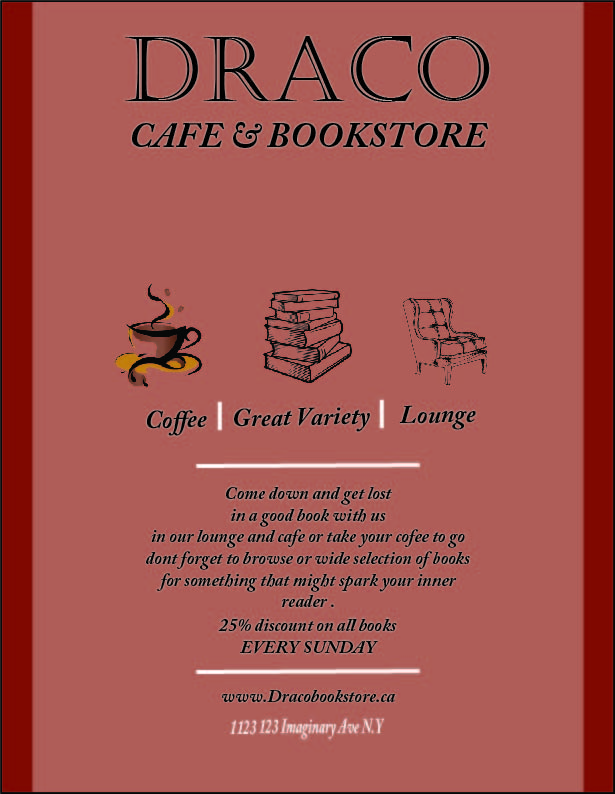 DRACO
CAFE & BOOKSTORE
Coffee | Great Variety | Lounge
Come down and get lost
in a good book with us
in our lounge and cafe or take your cofee to go
dont forget to browse or wide selection of books
for something that might spark your inner
reader .
25% discount on all books
EVERY SUNDAY
www.Dracobookstore.ca
1123 123 Imaginary Ave N.Y